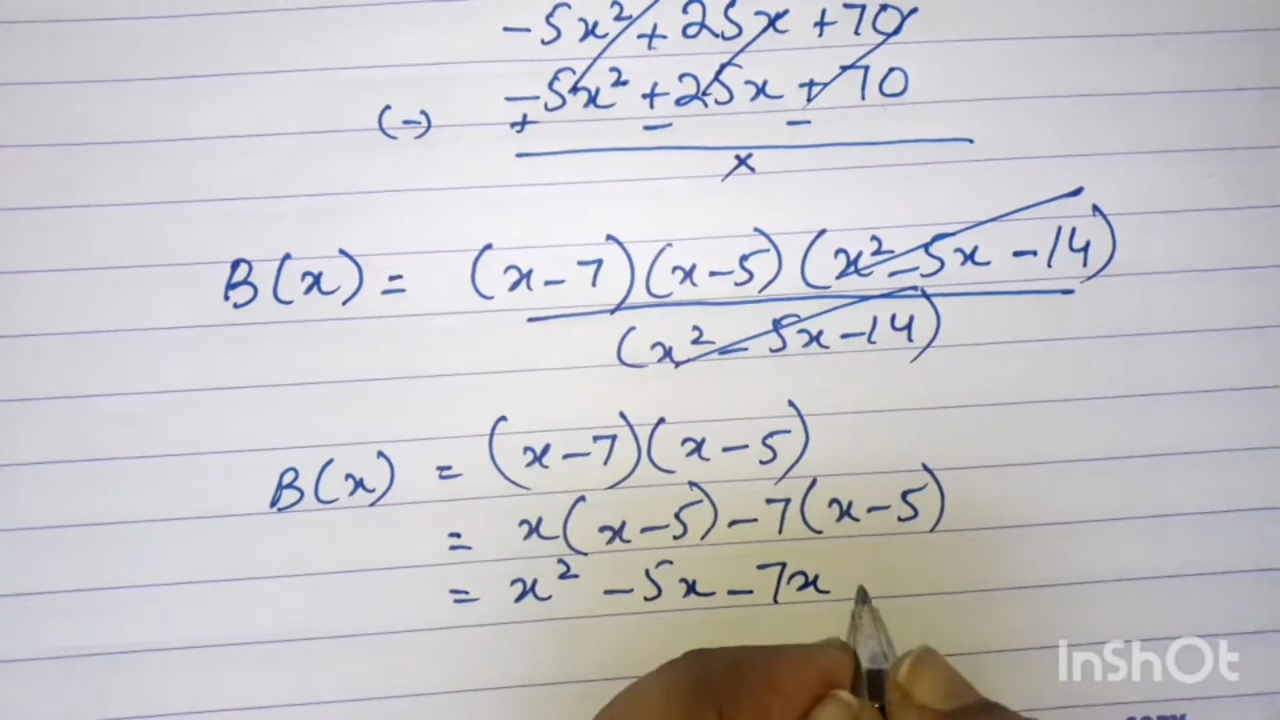 -5x² + 25x + 70
(-) -5x² + 25x + 70
+ - -
x
B(x) = (x-7)(x-5)(x²-5x-14)
(x²-5x-14)
B(x) = (x-7)(x-5)
= x(x-5)-7(x-5)
= x² -5x-7x
InShOt